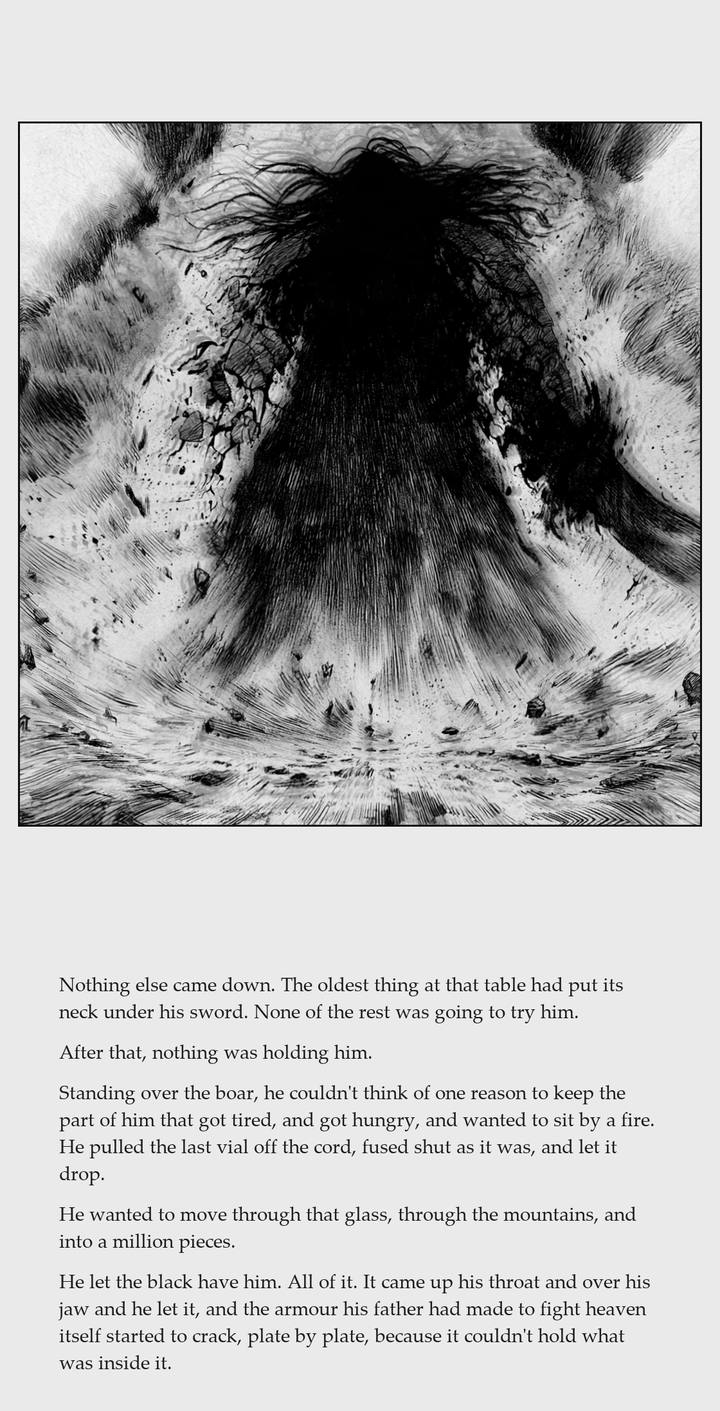 Nothing else came down. The oldest thing at that table had put its
neck under his sword. None of the rest was going to try him.
After that, nothing was holding him.
Standing over the boar, he couldn't think of one reason to keep the
part of him that got tired, and got hungry, and wanted to sit by a fire.
He pulled the last vial off the cord, fused shut as it was, and let it
drop.
He wanted to move through that glass, through the mountains, and
into a million pieces.
He let the black have him. All of it. It came up his throat and over his
jaw and he let it, and the armour his father had made to fight heaven
itself started to crack, plate by plate, because it couldn't hold what
was inside it.